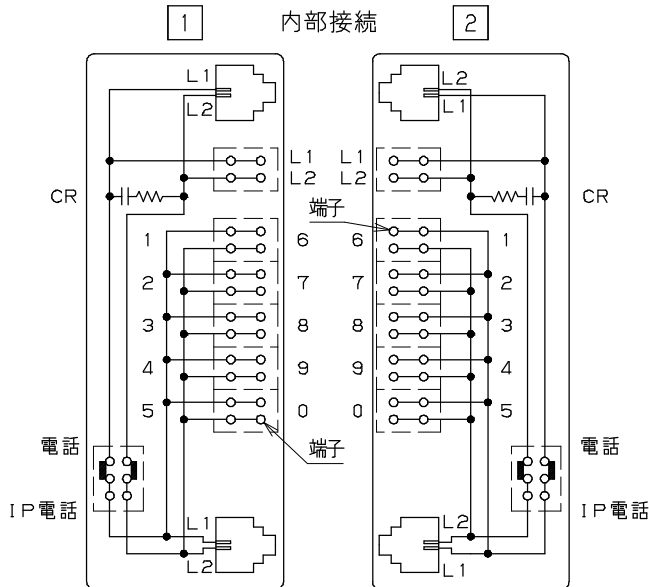 1 内部接続 2
L1 L2
L2 L1
L1 L1
L2 L2
CR CR
端子
1 6 6 1
2 7 7 2
3 8 8 3
4 9 9 4
5 0 0 5
電話 端子 電話
IP電話 IP電話
L1 L2
L2 L1